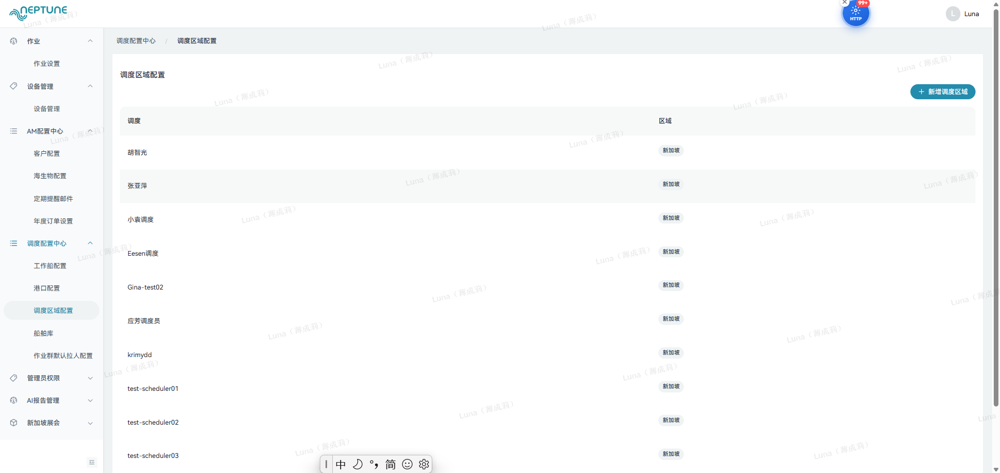 NEPTUNE
99+
HTTP
L Luna
作业
作业设置
设备管理
设备管理
AM配置中心
客户配置
海生物配置
定期提醒邮件
年度订单设置
调度配置中心
工作船配置
港口配置
调度区域配置
船舶库
作业群默认拉人配置
管理员权限
AI报告管理
新加坡展会
调度配置中心 / 调度区域配置
调度区域配置
+ 新增调度区域
调度 区域
胡智光 新加坡
张亚萍 新加坡
小袁调度 新加坡
Eesen调度 新加坡
Gina-test02 新加坡
应芳调度员 新加坡
krimydd 新加坡
test-scheduler01 新加坡
test-scheduler02 新加坡
test-scheduler03 新加坡
中 °, 简
Luna（薄成莉）